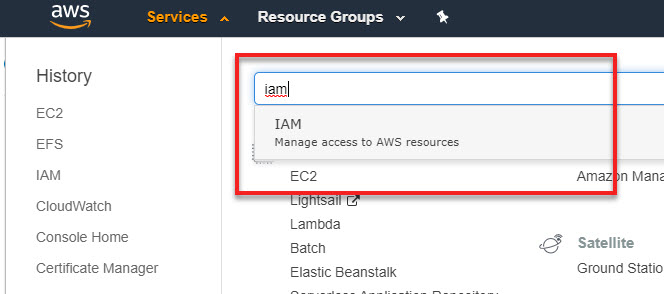 aws
Services
Resource Groups
History
EC2
EFS
IAM
CloudWatch
Console Home
Certificate Manager
iam
IAM
Manage access to AWS resources
EC2
Lightsail
Lambda
Batch
Elastic Beanstalk
Amazon Mana
Satellite
Ground Statio